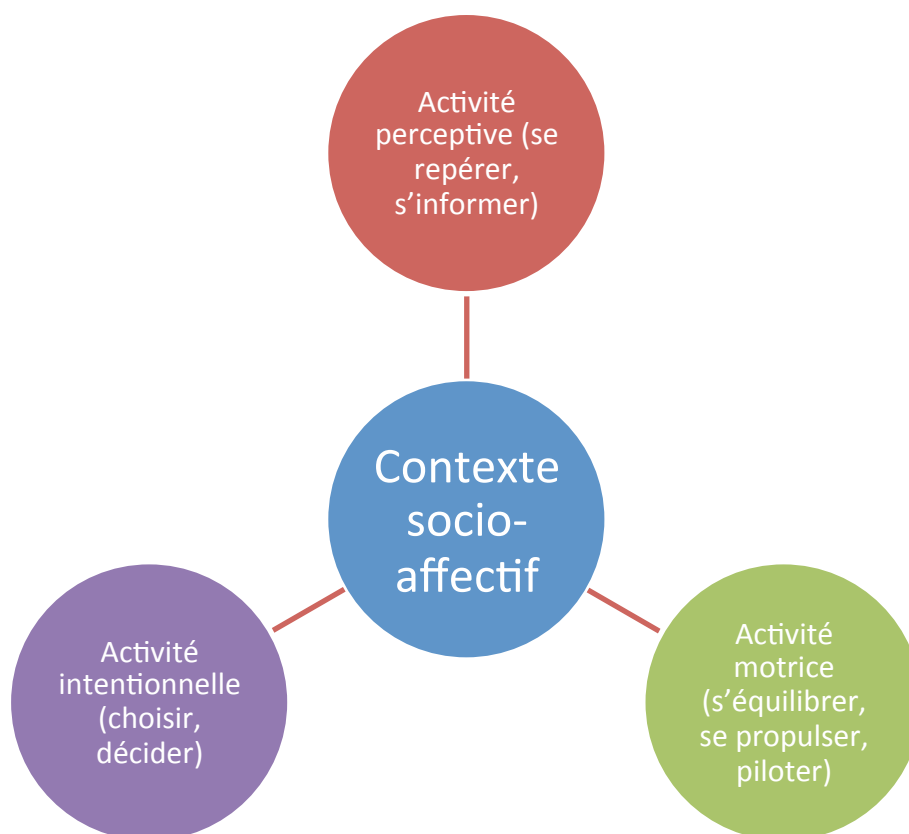 Activité
perceptive (se
repérer,
s’informer)
Contexte
socio-
affectif
Activité
intentionnelle
(choisir,
décider)
Activité
motrice
(s’équilibrer,
se propulser,
piloter)